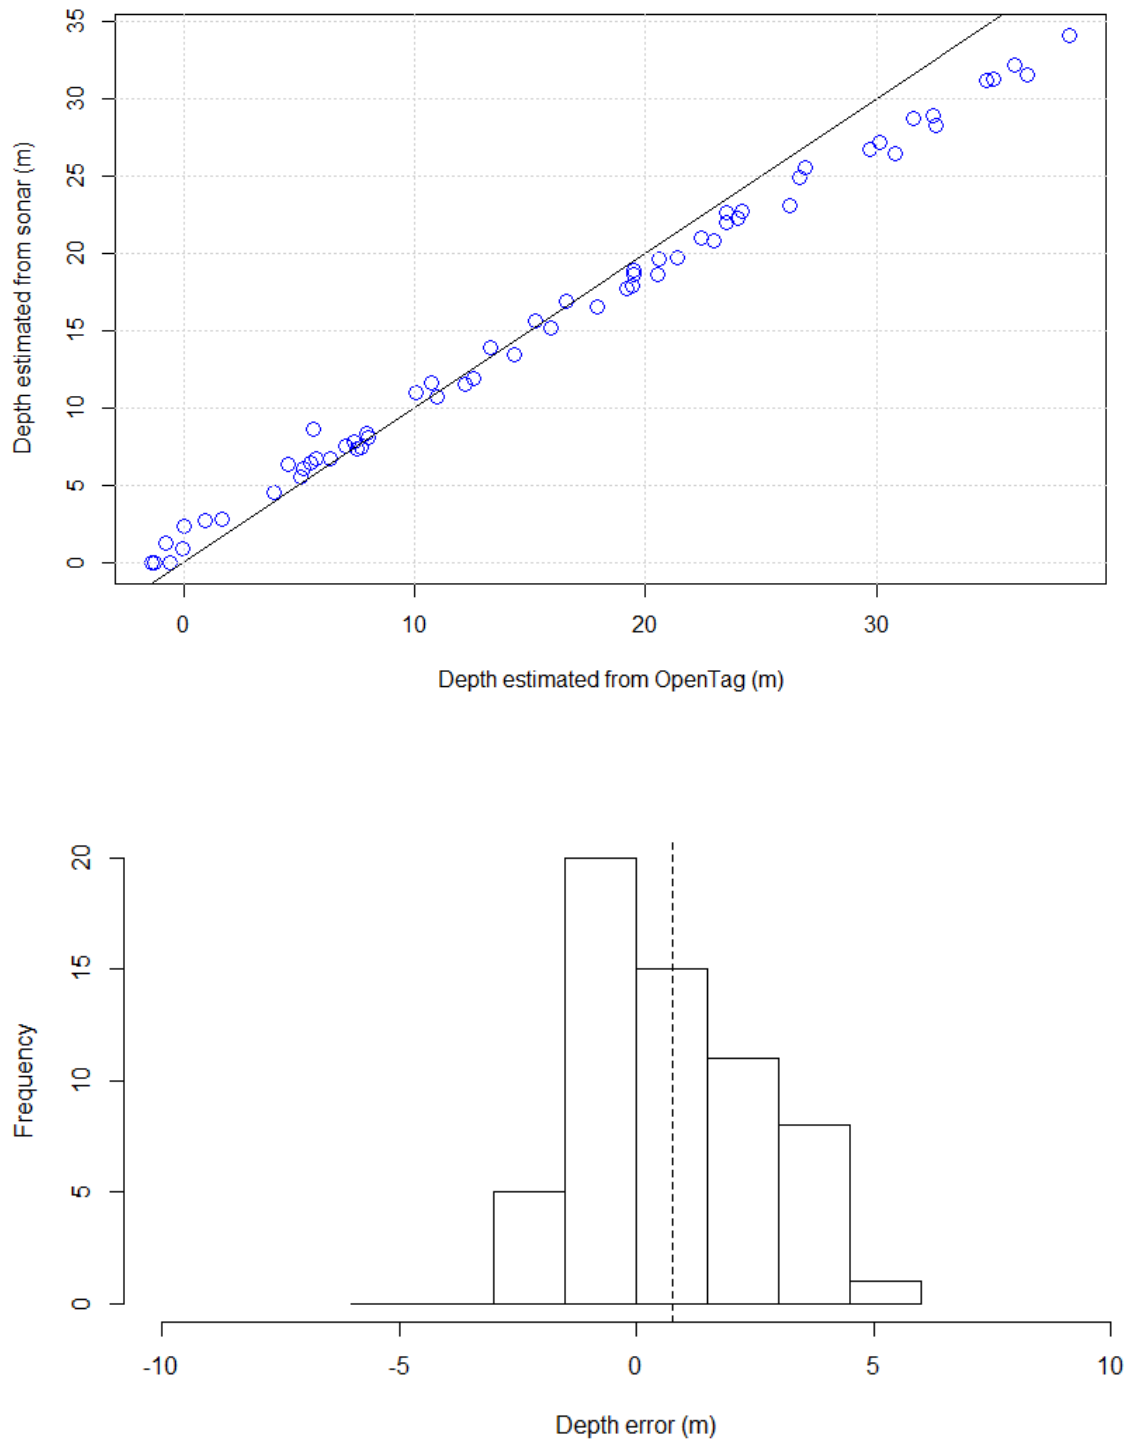 35
30
25
20
15
10
5
0
Depth estimated from sonar (m)
0 10 20 30
Depth estimated from OpenTag (m)
20
15
10
5
0
Frequency
-10 -5 0 5 10
Depth error (m)